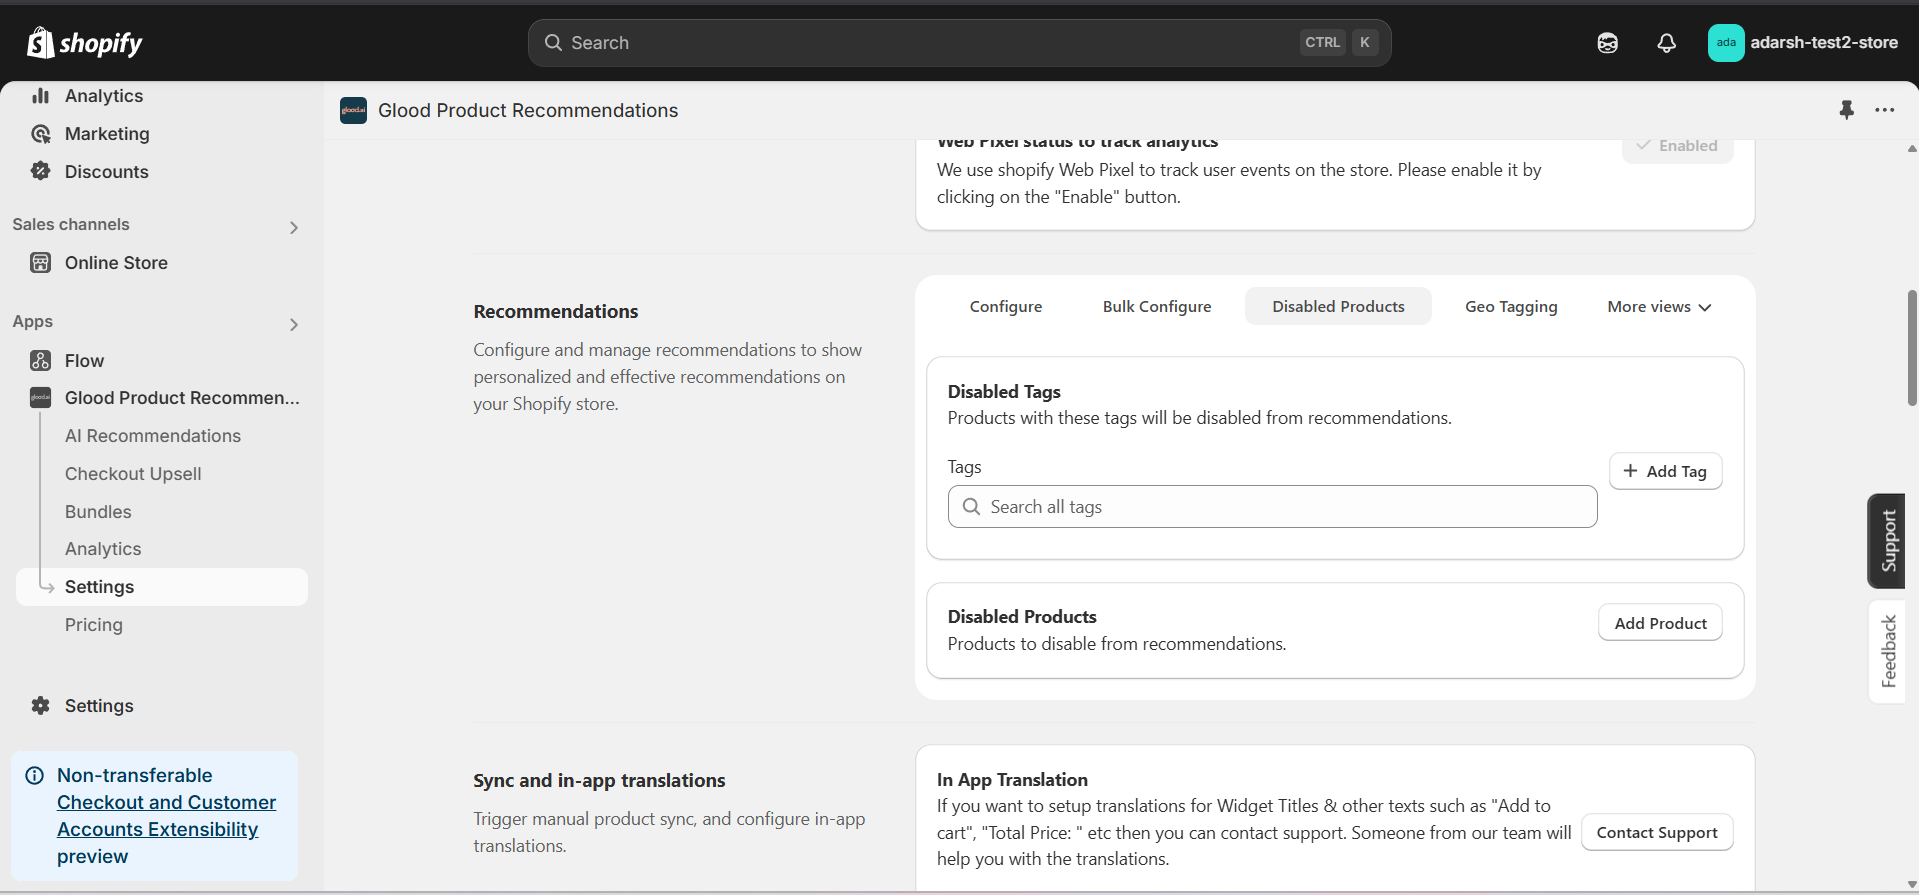 shopify
Search
CTRL K
ada
adarsh-test2-store
Analytics
Marketing
Discounts
Sales channels
Online Store
Apps
Flow
Glood Product Recommen...
AI Recommendations
Checkout Upsell
Bundles
Analytics
Settings
Pricing
Settings
Non-transferable
Checkout and Customer
Accounts Extensibility
preview
glood.ai
Glood Product Recommendations
Web Pixel status to track analytics
Enabled
We use shopify Web Pixel to track user events on the store. Please enable it by
clicking on the "Enable" button.
Recommendations
Configure and manage recommendations to show
personalized and effective recommendations on
your Shopify store.
Configure
Bulk Configure
Disabled Products
Geo Tagging
More views
Disabled Tags
Products with these tags will be disabled from recommendations.
Tags
Add Tag
Search all tags
Disabled Products
Products to disable from recommendations.
Add Product
Sync and in-app translations
Trigger manual product sync, and configure in-app
translations.
In App Translation
If you want to setup translations for Widget Titles & other texts such as "Add to
cart", "Total Price: " etc then you can contact support. Someone from our team will
help you with the translations.
Contact Support
Support
Feedback